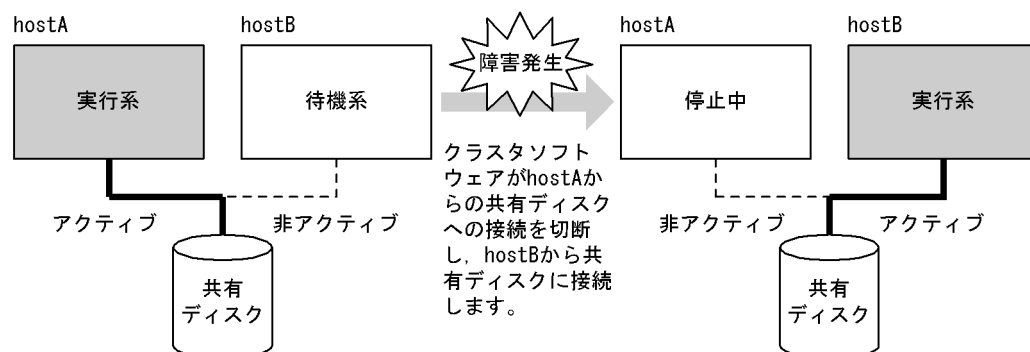 hostA
hostB
実行系
待機系
アクティブ
非アクティブ
共有
ディスク
障害発生
クラスタソフト
ウェアがhostAか
らの共有ディスク
への接続を切断
し，hostBから共
有ディスクに接続
します。
hostA
hostB
停止中
実行系
非アクティブ
アクティブ
共有
ディスク